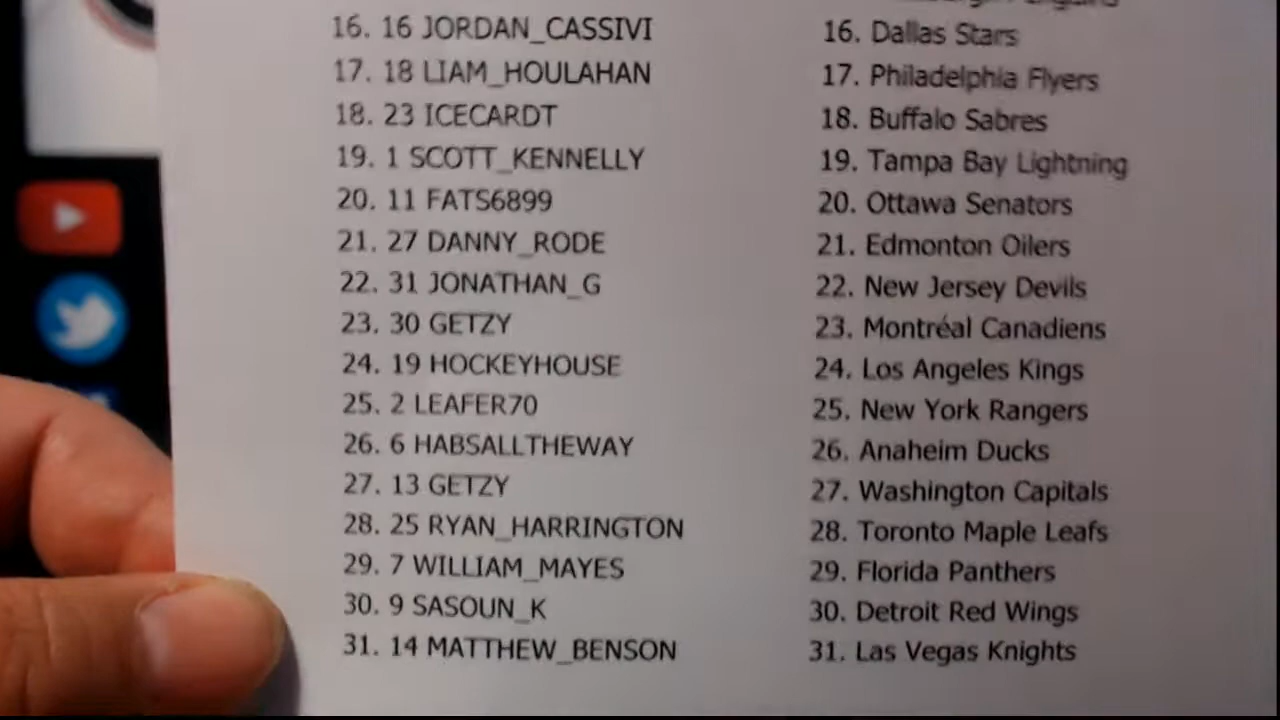 16. 16 JORDAN_CASSIVI 16. Dallas Stars
17. 18 LIAM_HOULAHAN 17. Philadelphia Flyers
18. 23 ICECARDT 18. Buffalo Sabres
19. 1 SCOTT_KENNELLY 19. Tampa Bay Lightning
20. 11 FATS6899 20. Ottawa Senators
21. 27 DANNY_RODE 21. Edmonton Oilers
22. 31 JONATHAN_G 22. New Jersey Devils
23. 30 GETZY 23. Montréal Canadiens
24. 19 HOCKEYHOUSE 24. Los Angeles Kings
25. 2 LEAFER70 25. New York Rangers
26. 6 HABSALLTHEWAY 26. Anaheim Ducks
27. 13 GETZY 27. Washington Capitals
28. 25 RYAN_HARRINGTON 28. Toronto Maple Leafs
29. 7 WILLIAM_MAYES 29. Florida Panthers
30. 9 SASOUN_K 30. Detroit Red Wings
31. 14 MATTHEW_BENSON 31. Las Vegas Knights